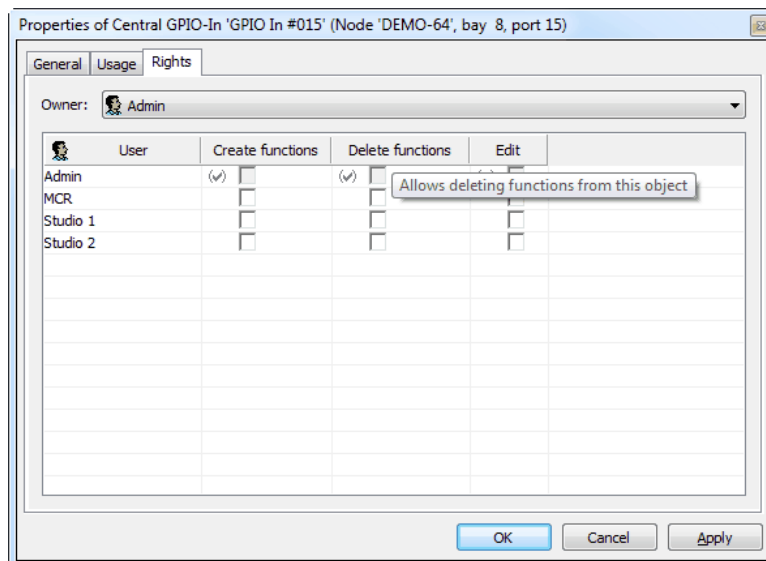 Properties of Central GPIO-In 'GPIO In #015' (Node 'DEMO-64', bay 8, port 15)
General Usage Rights
Owner: Admin
User Create functions Delete functions Edit
Admin
Allows deleting functions from this object
MCR
Studio 1
Studio 2
OK Cancel Apply